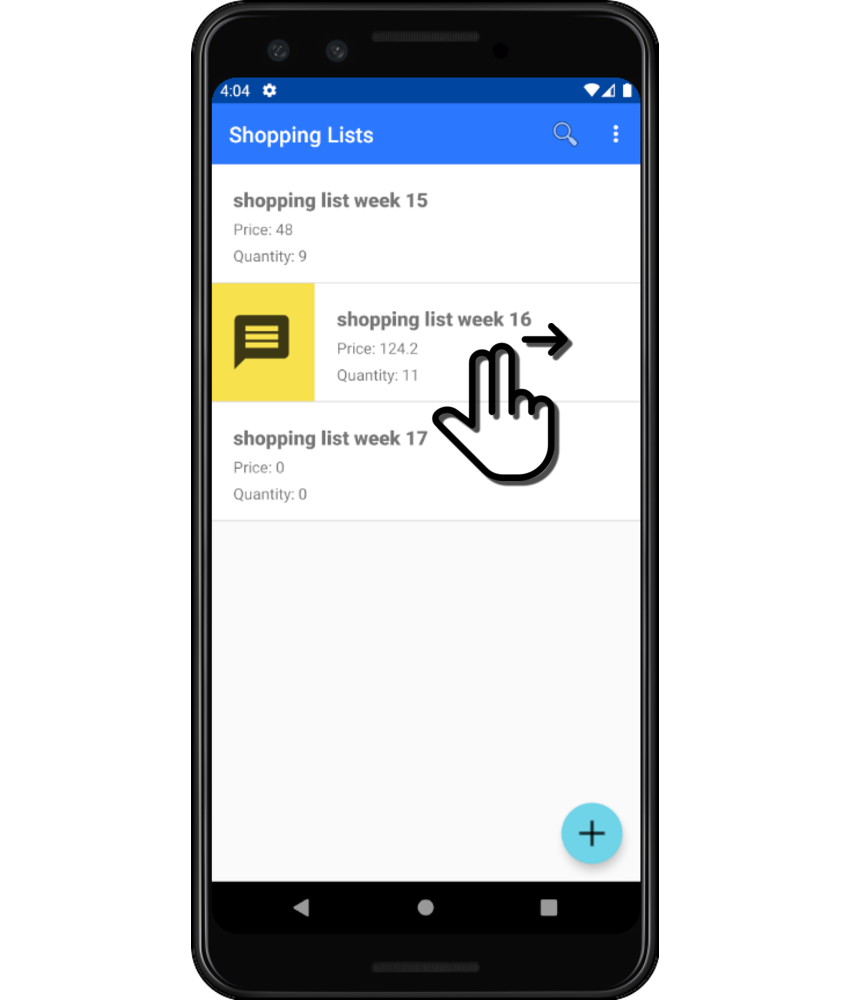 4:04
Shopping Lists
shopping list week 15
Price: 48
Quantity: 9
shopping list week 16
Price: 124.2
Quantity: 11
shopping list week 17
Price: 0
Quantity: 0